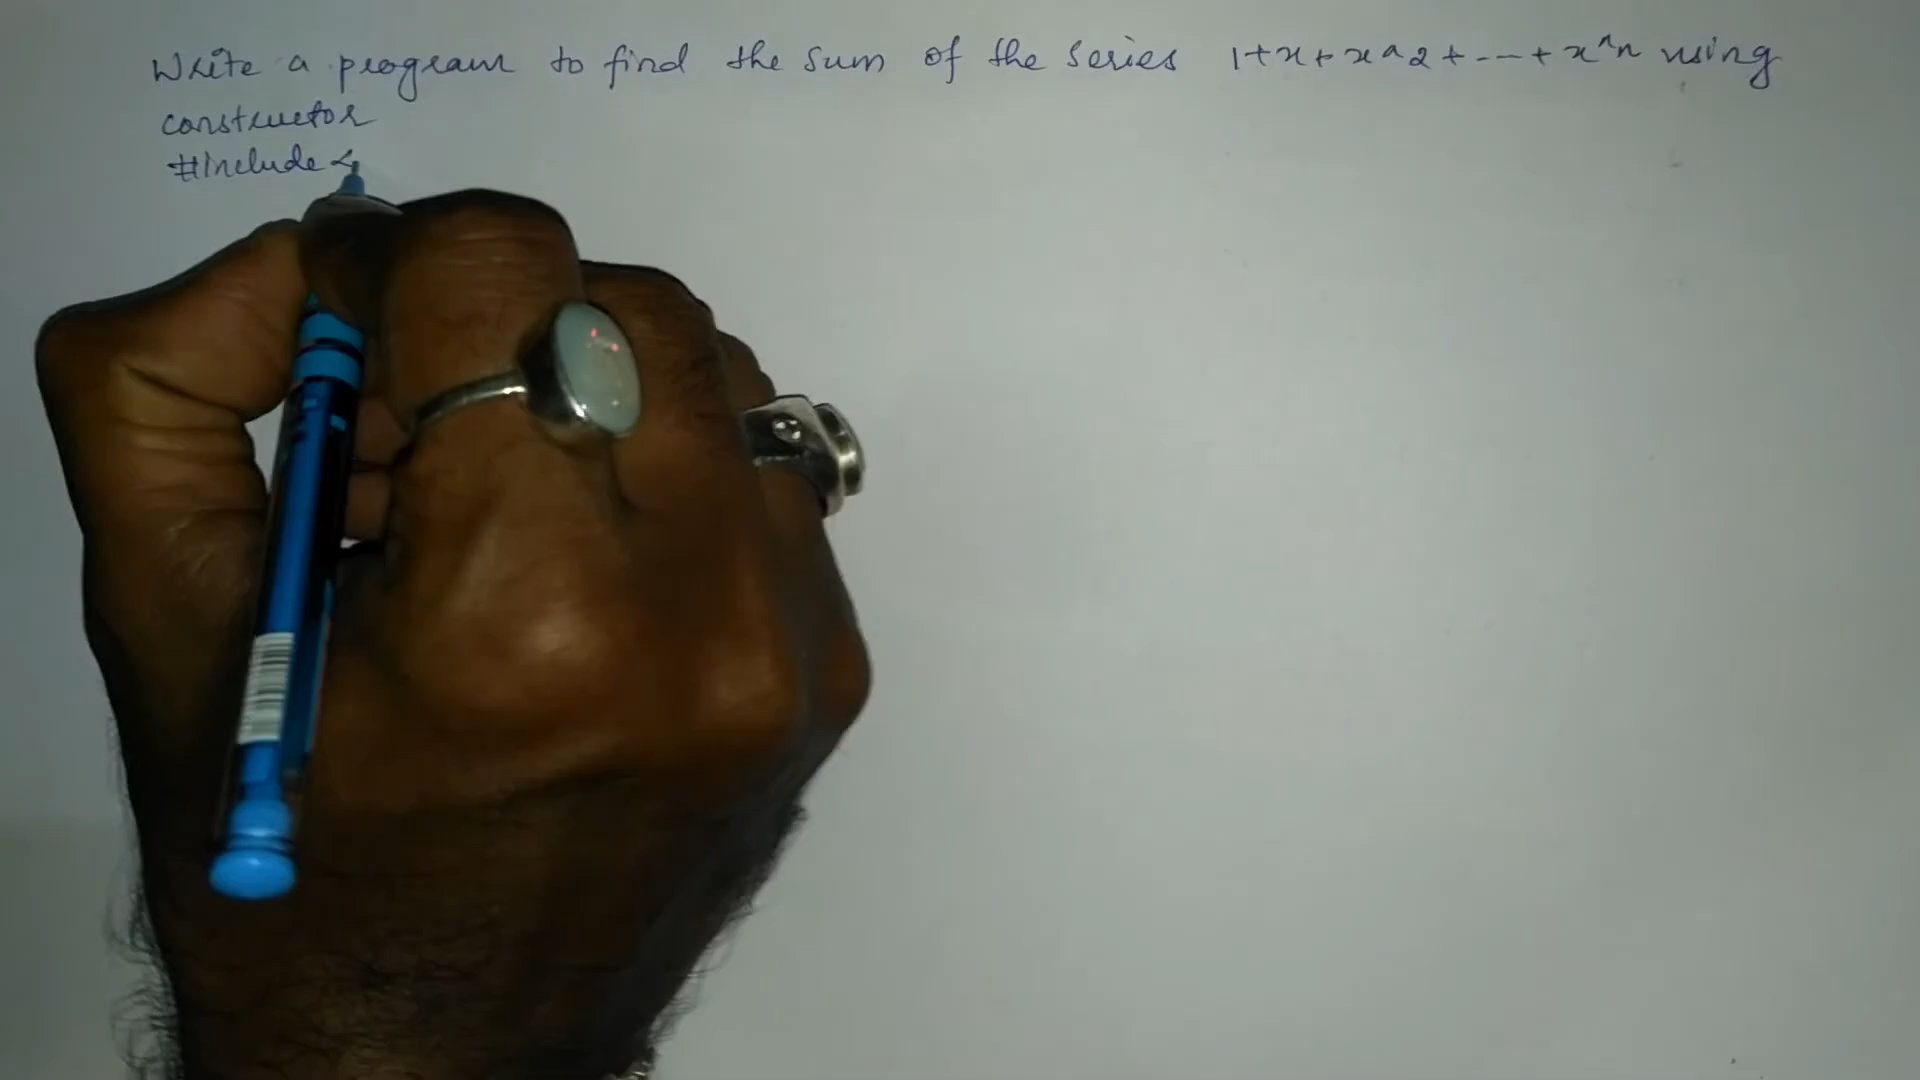 Write a program to find the sum of the series 1+x+x^2+---+x^n using
constructor
#include<